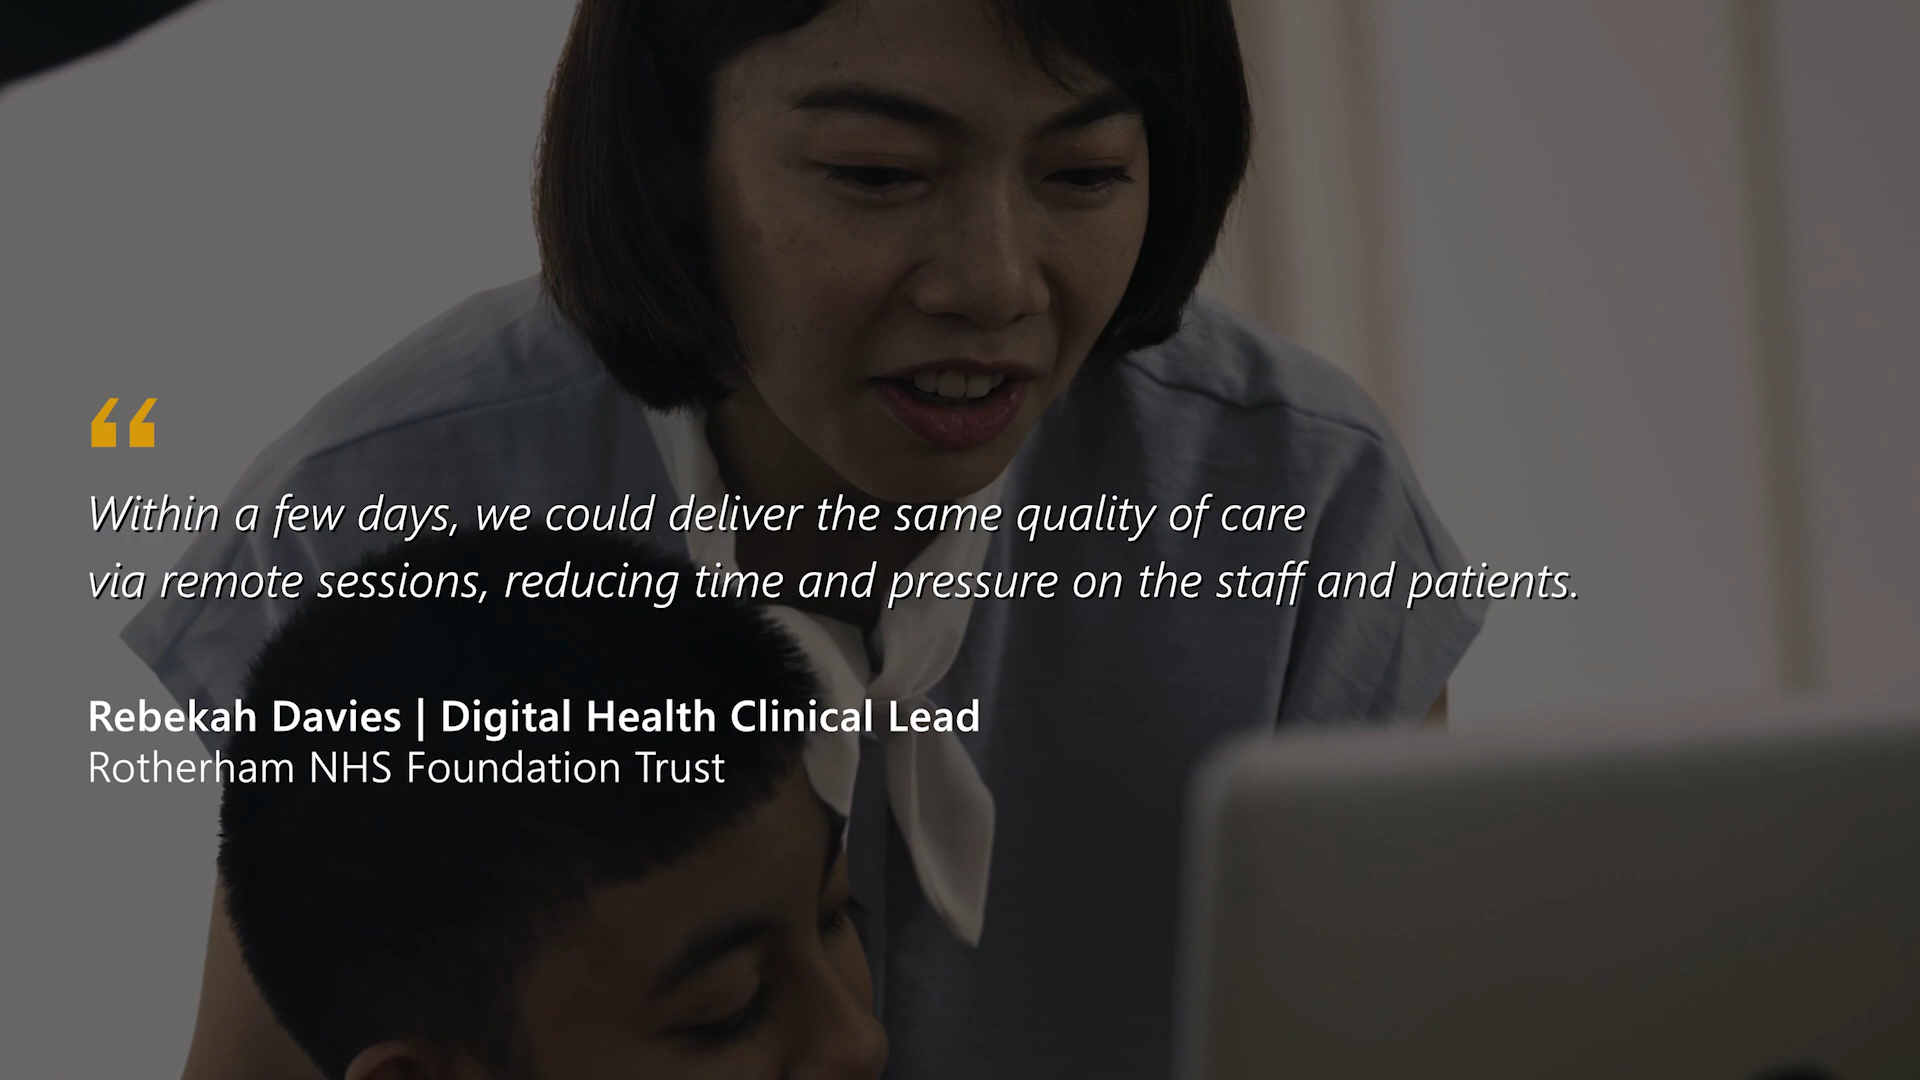 “
Within a few days, we could deliver the same quality of care
via remote sessions, reducing time and pressure on the staff and patients.
Rebekah Davies | Digital Health Clinical Lead
Rotherham NHS Foundation Trust